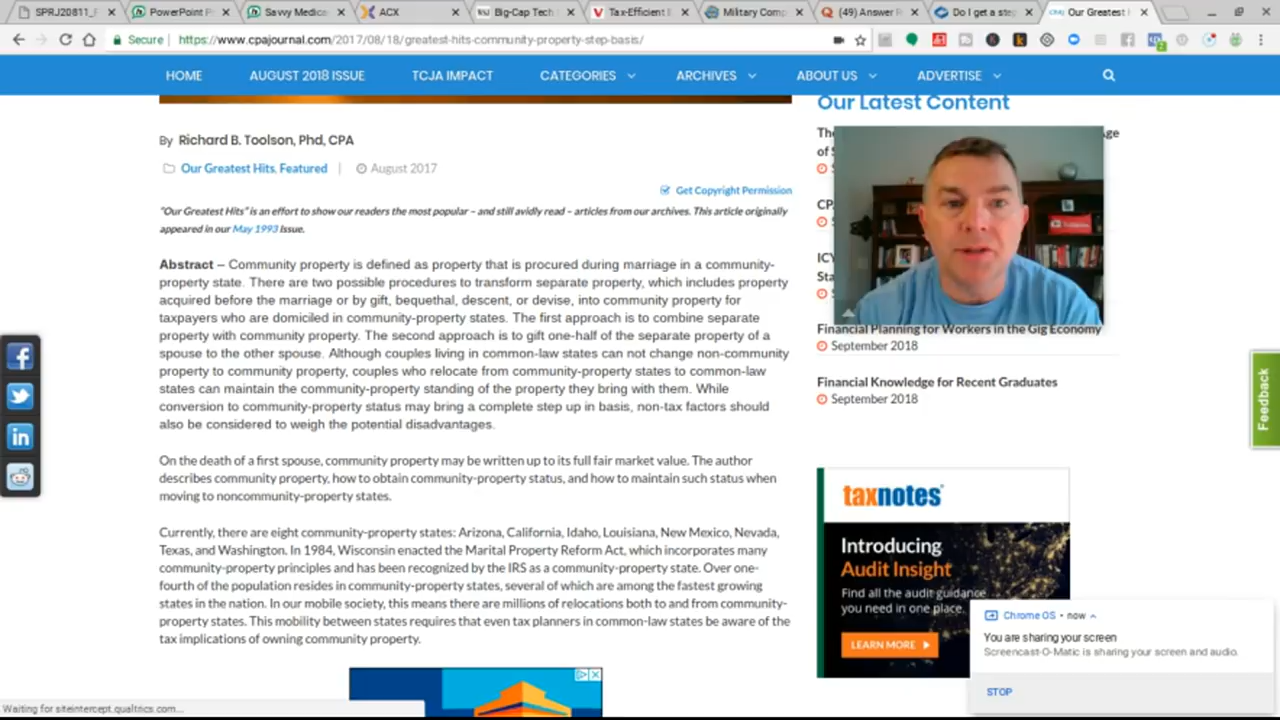 SPRJ20811_F
PowerPoint P
Savvy Medica
ACX
Big-Cap Tech
Tax-Efficient
Military Comp
(49) Answer
Do I get a step
Our Greatest
Secure
https://www.cpajournal.com/2017/08/18/greatest-hits-community-property-step-basis/
HOME
AUGUST 2018 ISSUE
TCJA IMPACT
CATEGORIES
ARCHIVES
ABOUT US
ADVERTISE
By Richard B. Toolson, Phd, CPA
Our Greatest Hits, Featured | August 2017
Get Copyright Permission
"Our Greatest Hits" is an effort to show our readers the most popular – and still avidly read – articles from our archives. This article originally
appeared in our May 1993 Issue.
Abstract – Community property is defined as property that is procured during marriage in a community-
property state. There are two possible procedures to transform separate property, which includes property
acquired before the marriage or by gift, bequethal, descent, or devise, into community property for
taxpayers who are domiciled in community-property states. The first approach is to combine separate
property with community property. The second approach is to gift one-half of the separate property of a
spouse to the other spouse. Although couples living in common-law states can not change non-community
property to community property, couples who relocate from community-property states to common-law
states can maintain the community-property standing of the property they bring with them. While
conversion to community-property status may bring a complete step up in basis, non-tax factors should
also be considered to weigh the potential disadvantages.
On the death of a first spouse, community property may be written up to its full fair market value. The author
describes community property, how to obtain community-property status, and how to maintain such status when
moving to noncommunity-property states.
Currently, there are eight community-property states: Arizona, California, Idaho, Louisiana, New Mexico, Nevada,
Texas, and Washington. In 1984, Wisconsin enacted the Marital Property Reform Act, which incorporates many
community-property principles and has been recognized by the IRS as a community-property state. Over one-
fourth of the population resides in community-property states, several of which are among the fastest growing
states in the nation. In our mobile society, this means there are millions of relocations both to and from community-
property states. This mobility between states requires that even tax planners in common-law states be aware of the
tax implications of owning community property.
Our Latest Content
The
age
of S
CP
ICY
Sta
Financial Planning for Workers in the Gig Economy
September 2018
Financial Knowledge for Recent Graduates
September 2018
Feedback
taxnotes
Introducing
Audit Insight
Find all the audit guidance
you need in one place.
LEARN MORE
Chrome OS • now
You are sharing your screen
Screencast-O-Matic is sharing your screen and audio.
STOP
Waiting for siteintercept.qualtrics.com...